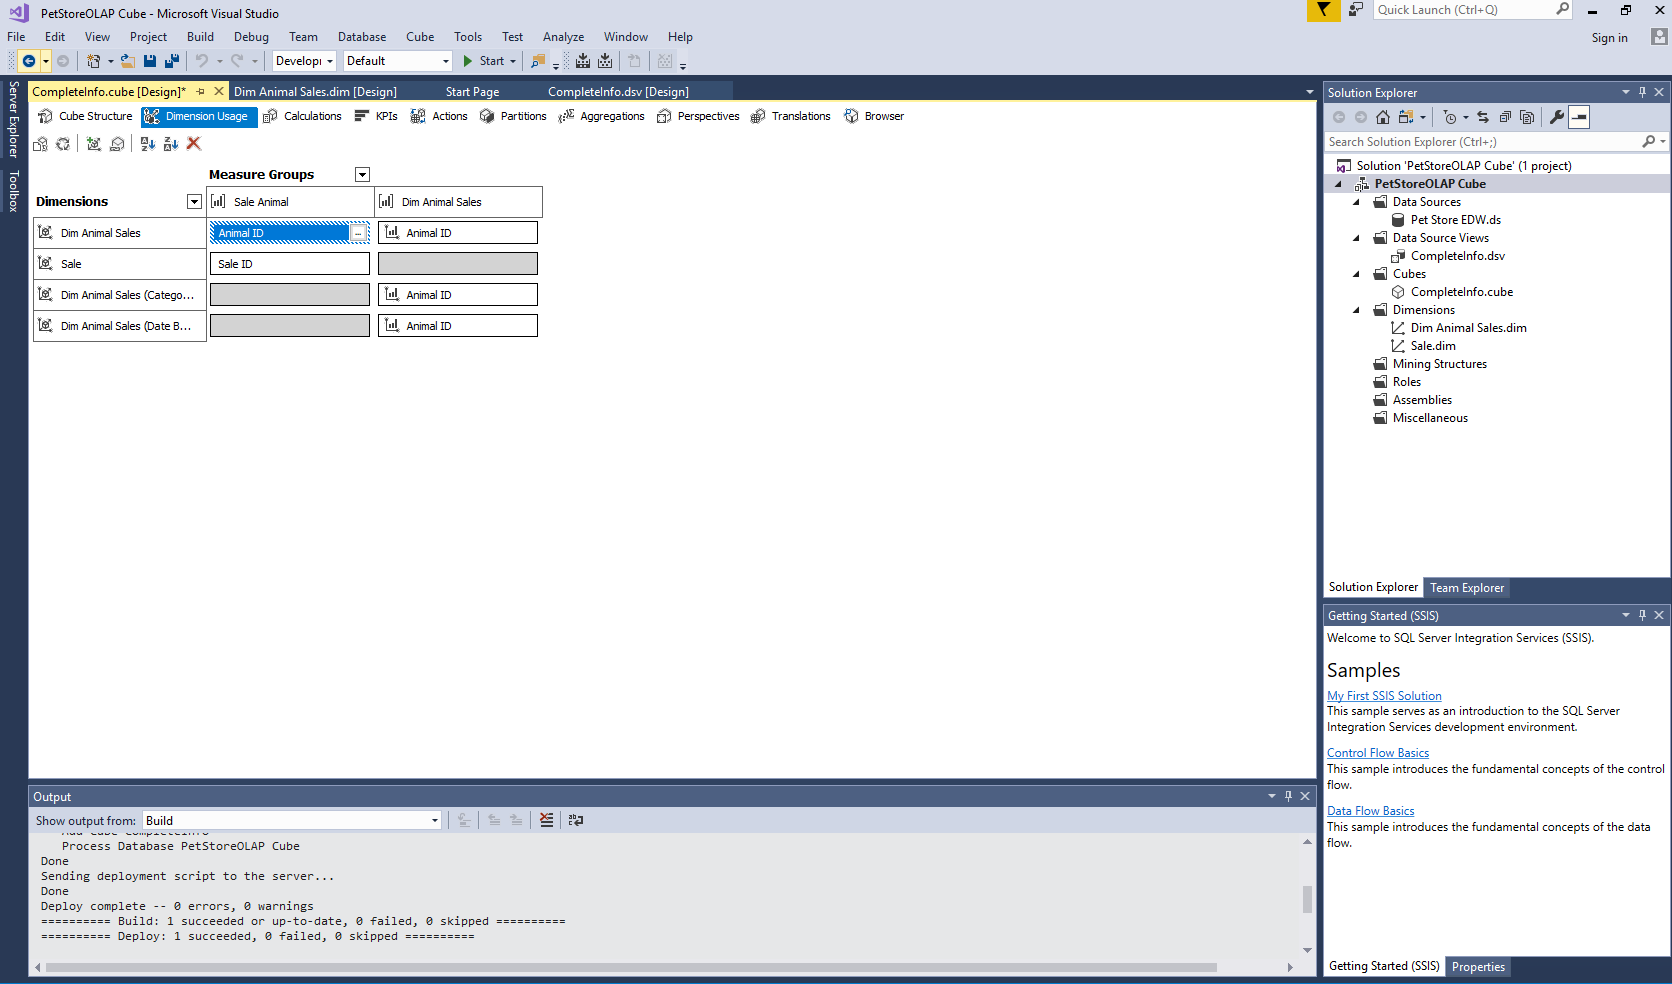 PetStoreOLAP Cube - Microsoft Visual Studio
Quick Launch (Ctrl+Q)
File Edit View Project Build Debug Team Database Cube Tools Test Analyze Window Help
Sign in
Developi Default Start
Server Explorer
Toolbox
CompleteInfo.cube [Design]* Dim Animal Sales.dim [Design] Start Page CompleteInfo.dsv [Design]
Cube Structure Dimension Usage Calculations KPIs Actions Partitions Aggregations Perspectives Translations Browser
Measure Groups
Dimensions Sale Animal Dim Animal Sales
Dim Animal Sales Animal ID ... Animal ID
Sale Sale ID
Dim Animal Sales (Catego... Animal ID
Dim Animal Sales (Date B... Animal ID
Output
Show output from: Build
Add Cube CompleteInfo
Process Database PetStoreOLAP Cube
Done
Sending deployment script to the server...
Done
Deploy complete -- 0 errors, 0 warnings
========== Build: 1 succeeded or up-to-date, 0 failed, 0 skipped ==========
========== Deploy: 1 succeeded, 0 failed, 0 skipped ==========
Solution Explorer
Search Solution Explorer (Ctrl+;)
Solution 'PetStoreOLAP Cube' (1 project)
PetStoreOLAP Cube
Data Sources
Pet Store EDW.ds
Data Source Views
CompleteInfo.dsv
Cubes
CompleteInfo.cube
Dimensions
Dim Animal Sales.dim
Sale.dim
Mining Structures
Roles
Assemblies
Miscellaneous
Solution Explorer Team Explorer
Getting Started (SSIS)
Welcome to SQL Server Integration Services (SSIS).
Samples
My First SSIS Solution
This sample serves as an introduction to the SQL Server
Integration Services development environment.
Control Flow Basics
This sample introduces the fundamental concepts of the control
flow.
Data Flow Basics
This sample introduces the fundamental concepts of the data
flow.
Getting Started (SSIS) Properties